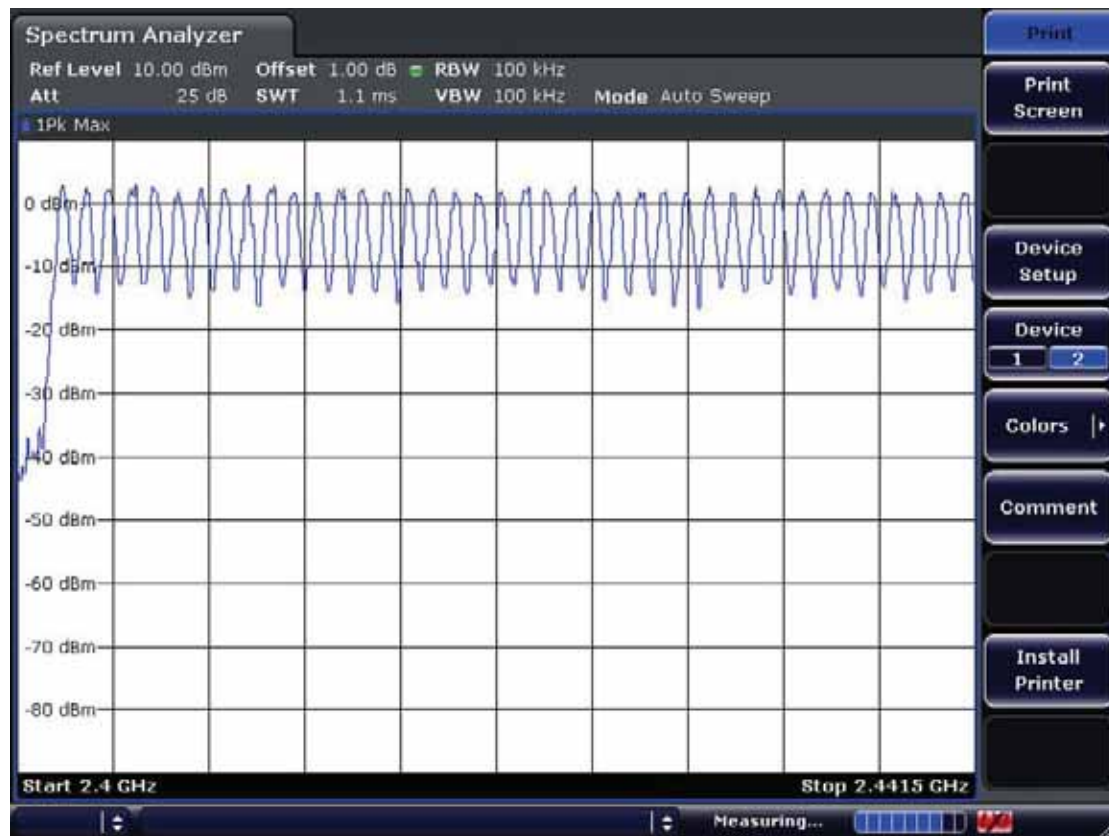 Spectrum Analyzer
Ref Level 10.00 dBm Offset 1.00 dB RBW 100 kHz
Att 25 dB SWT 1.1 ms VBW 100 kHz Mode Auto Sweep
1Pk Max
0 dBm
-10 dBm
-20 dBm
-30 dBm
-40 dBm
-50 dBm
-60 dBm
-70 dBm
-80 dBm
Start 2.4 GHz Stop 2.4415 GHz
Measuring...
Print
Print
Screen
Device
Setup
Device
1 2
Colors
Comment
Install
Printer